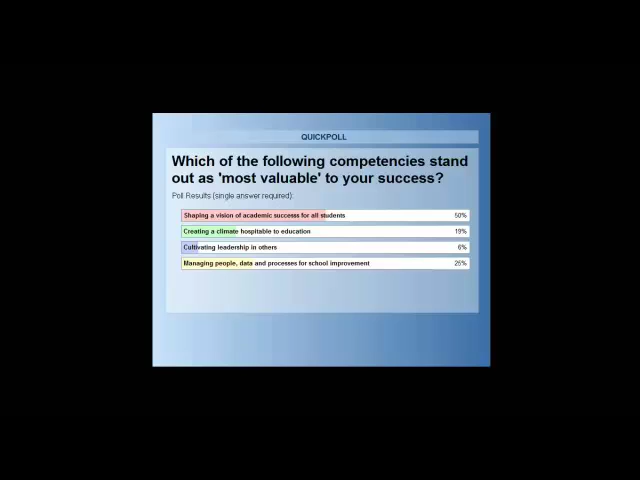 QUICKPOLL
Which of the following competencies stand
out as 'most valuable' to your success?
Poll Results (single answer required):
Shaping a vision of academic success for all students 50%
Creating a climate hospitable to education 19%
Cultivating leadership in others 6%
Managing people, data and processes for school improvement 25%